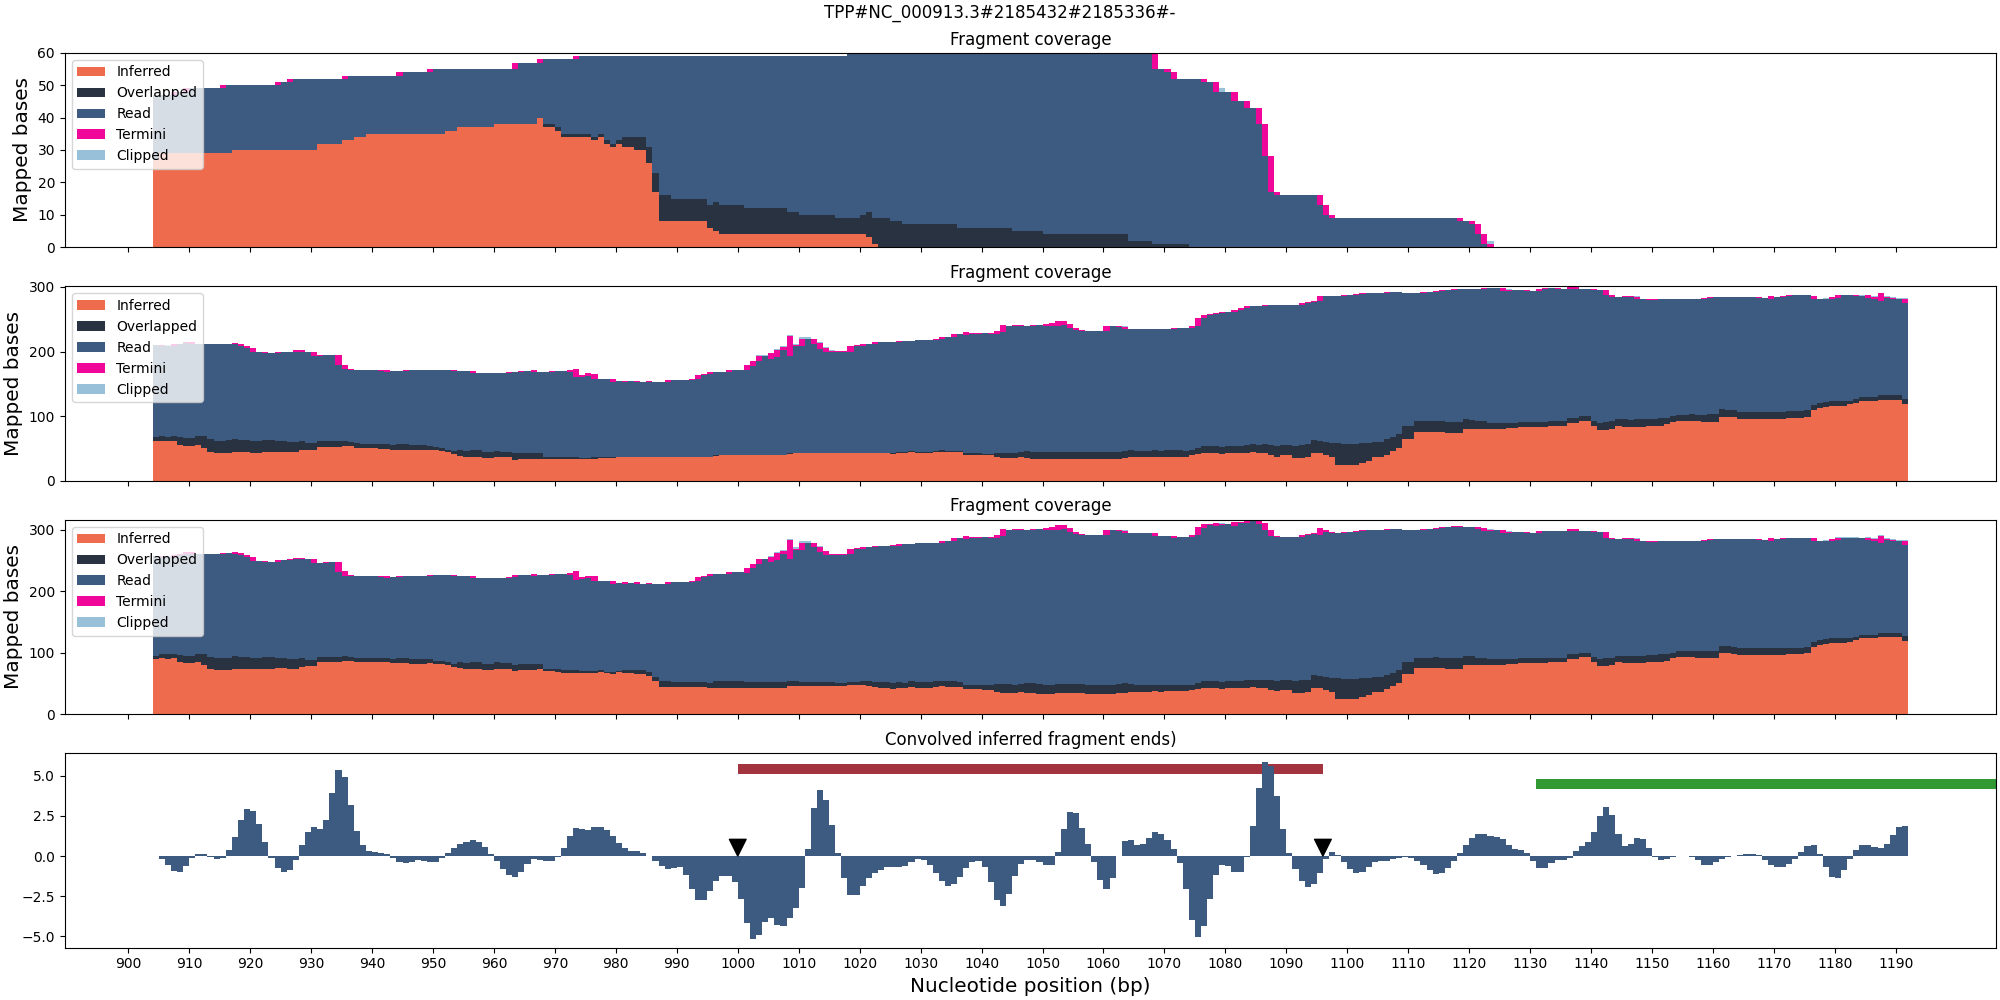 TPP#NC_000913.3#2185432#2185336#-
Fragment coverage
Mapped bases
60
50
40
30
20
10
0
Inferred
Overlapped
Read
Termini
Clipped
Fragment coverage
Mapped bases
300
200
100
0
Inferred
Overlapped
Read
Termini
Clipped
Fragment coverage
Mapped bases
300
200
100
0
Inferred
Overlapped
Read
Termini
Clipped
Convolved inferred fragment ends)
5.0
2.5
0.0
−2.5
−5.0
900 910 920 930 940 950 960 970 980 990 1000 1010 1020 1030 1040 1050 1060 1070 1080 1090 1100 1110 1120 1130 1140 1150 1160 1170 1180 1190
Nucleotide position (bp)